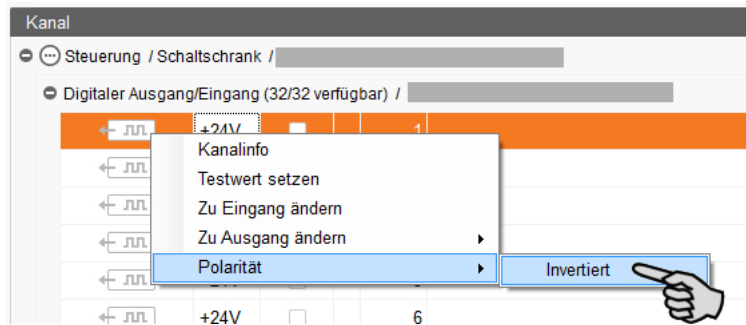 Kanal
Steuerung / Schaltschrank /
Digitaler Ausgang/Eingang (32/32 verfügbar) /
+24V 1
Kanalinfo
Testwert setzen
Zu Eingang ändern
Zu Ausgang ändern
Polarität
Invertiert
+24V 6